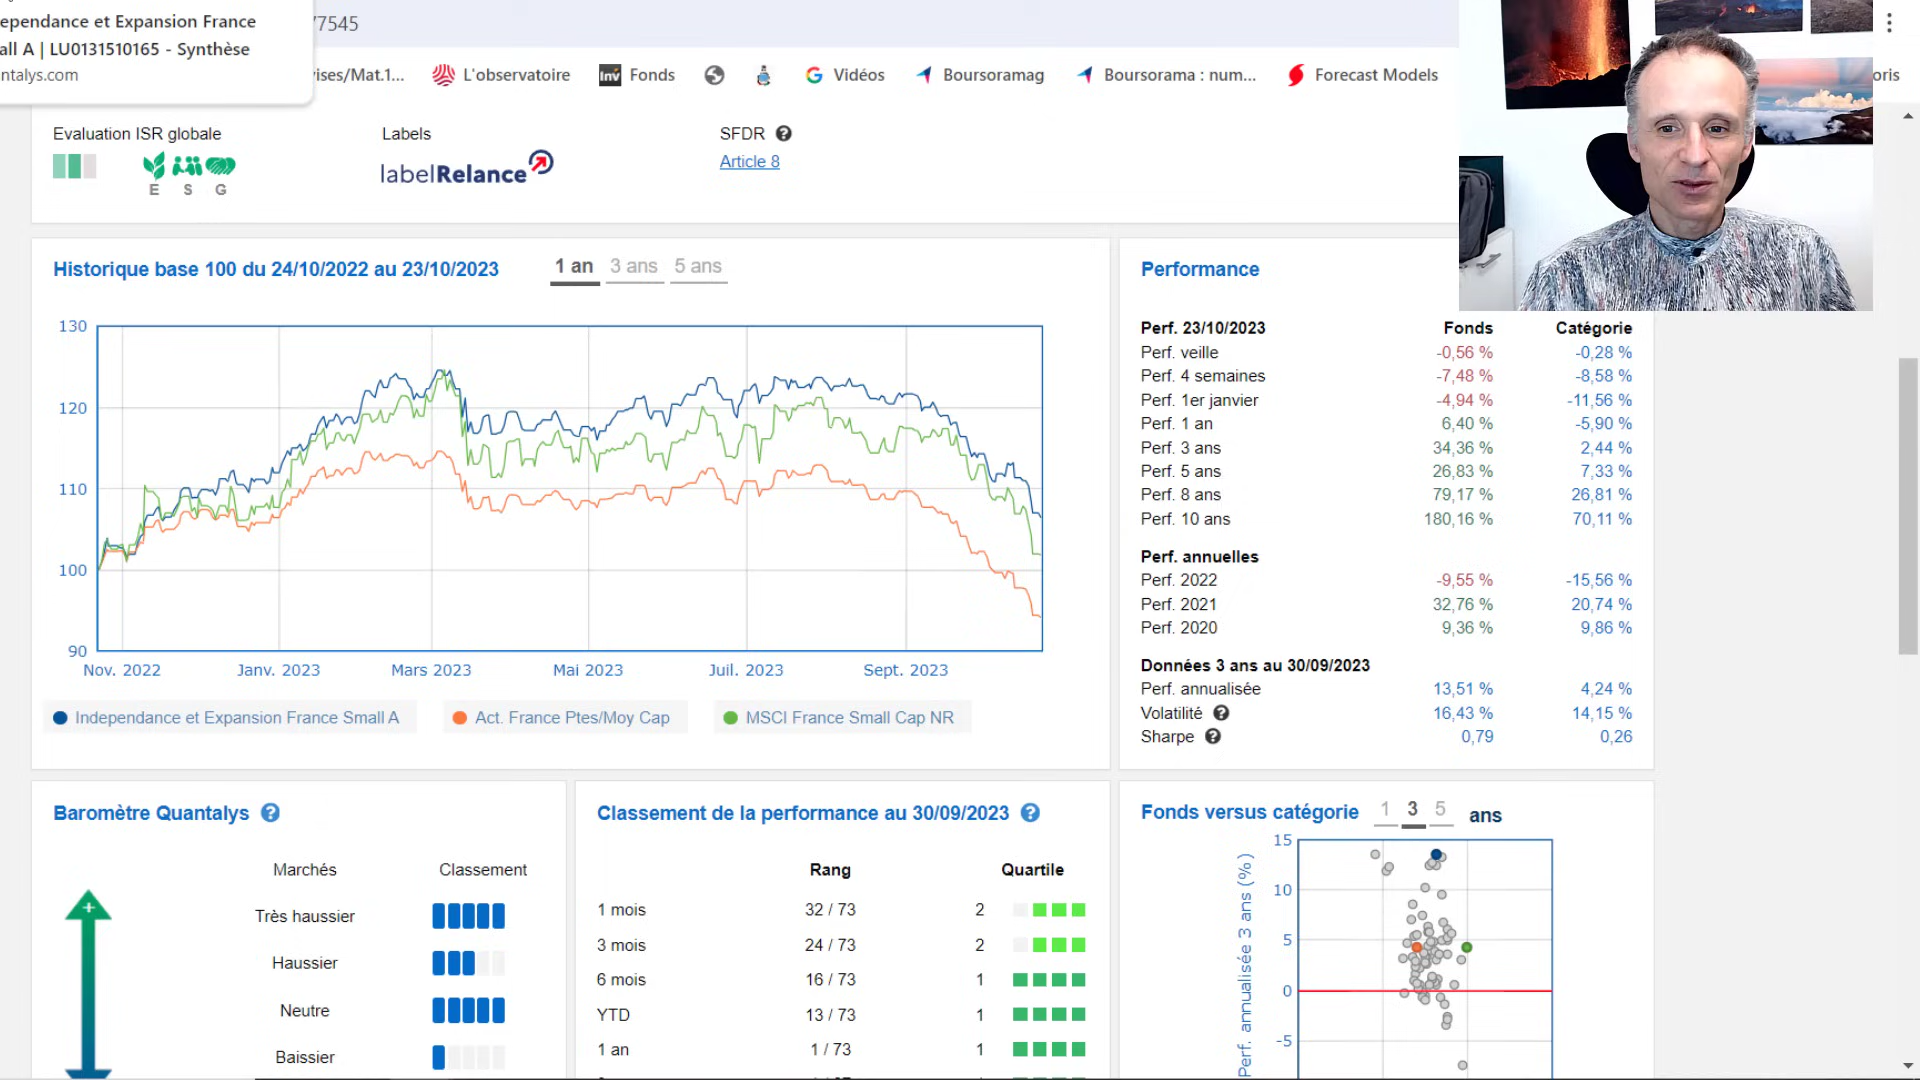 ependance et Expansion France
all A | LU0131510165 - Synthèse
ntalys.com
77545
ises/Mat.1...
L'observatoire
Inv
Fonds
Vidéos
Boursoramag
Boursorama : num...
Forecast Models
oris
Evaluation ISR globale
E S G
Labels
labelRelance
SFDR ?
Article 8
Historique base 100 du 24/10/2022 au 23/10/2023
1 an 3 ans 5 ans
130
120
110
100
90
Nov. 2022 Janv. 2023 Mars 2023 Mai 2023 Juil. 2023 Sept. 2023
Independance et Expansion France Small A
Act. France Ptes/Moy Cap
MSCI France Small Cap NR
Performance
Perf. 23/10/2023 Fonds Catégorie
Perf. veille -0,56 % -0,28 %
Perf. 4 semaines -7,48 % -8,58 %
Perf. 1er janvier -4,94 % -11,56 %
Perf. 1 an 6,40 % -5,90 %
Perf. 3 ans 34,36 % 2,44 %
Perf. 5 ans 26,83 % 7,33 %
Perf. 8 ans 79,17 % 26,81 %
Perf. 10 ans 180,16 % 70,11 %
Perf. annuelles
Perf. 2022 -9,55 % -15,56 %
Perf. 2021 32,76 % 20,74 %
Perf. 2020 9,36 % 9,86 %
Données 3 ans au 30/09/2023
Perf. annualisée 13,51 % 4,24 %
Volatilité ? 16,43 % 14,15 %
Sharpe ? 0,79 0,26
Baromètre Quantalys ?
Marchés Classement
Très haussier
Haussier
Neutre
Baissier
Classement de la performance au 30/09/2023 ?
Rang Quartile
1 mois 32 / 73 2
3 mois 24 / 73 2
6 mois 16 / 73 1
YTD 13 / 73 1
1 an 1 / 73 1
Fonds versus catégorie 1 3 5 ans
15
10
5
0
-5
Perf. annualisée 3 ans (%)